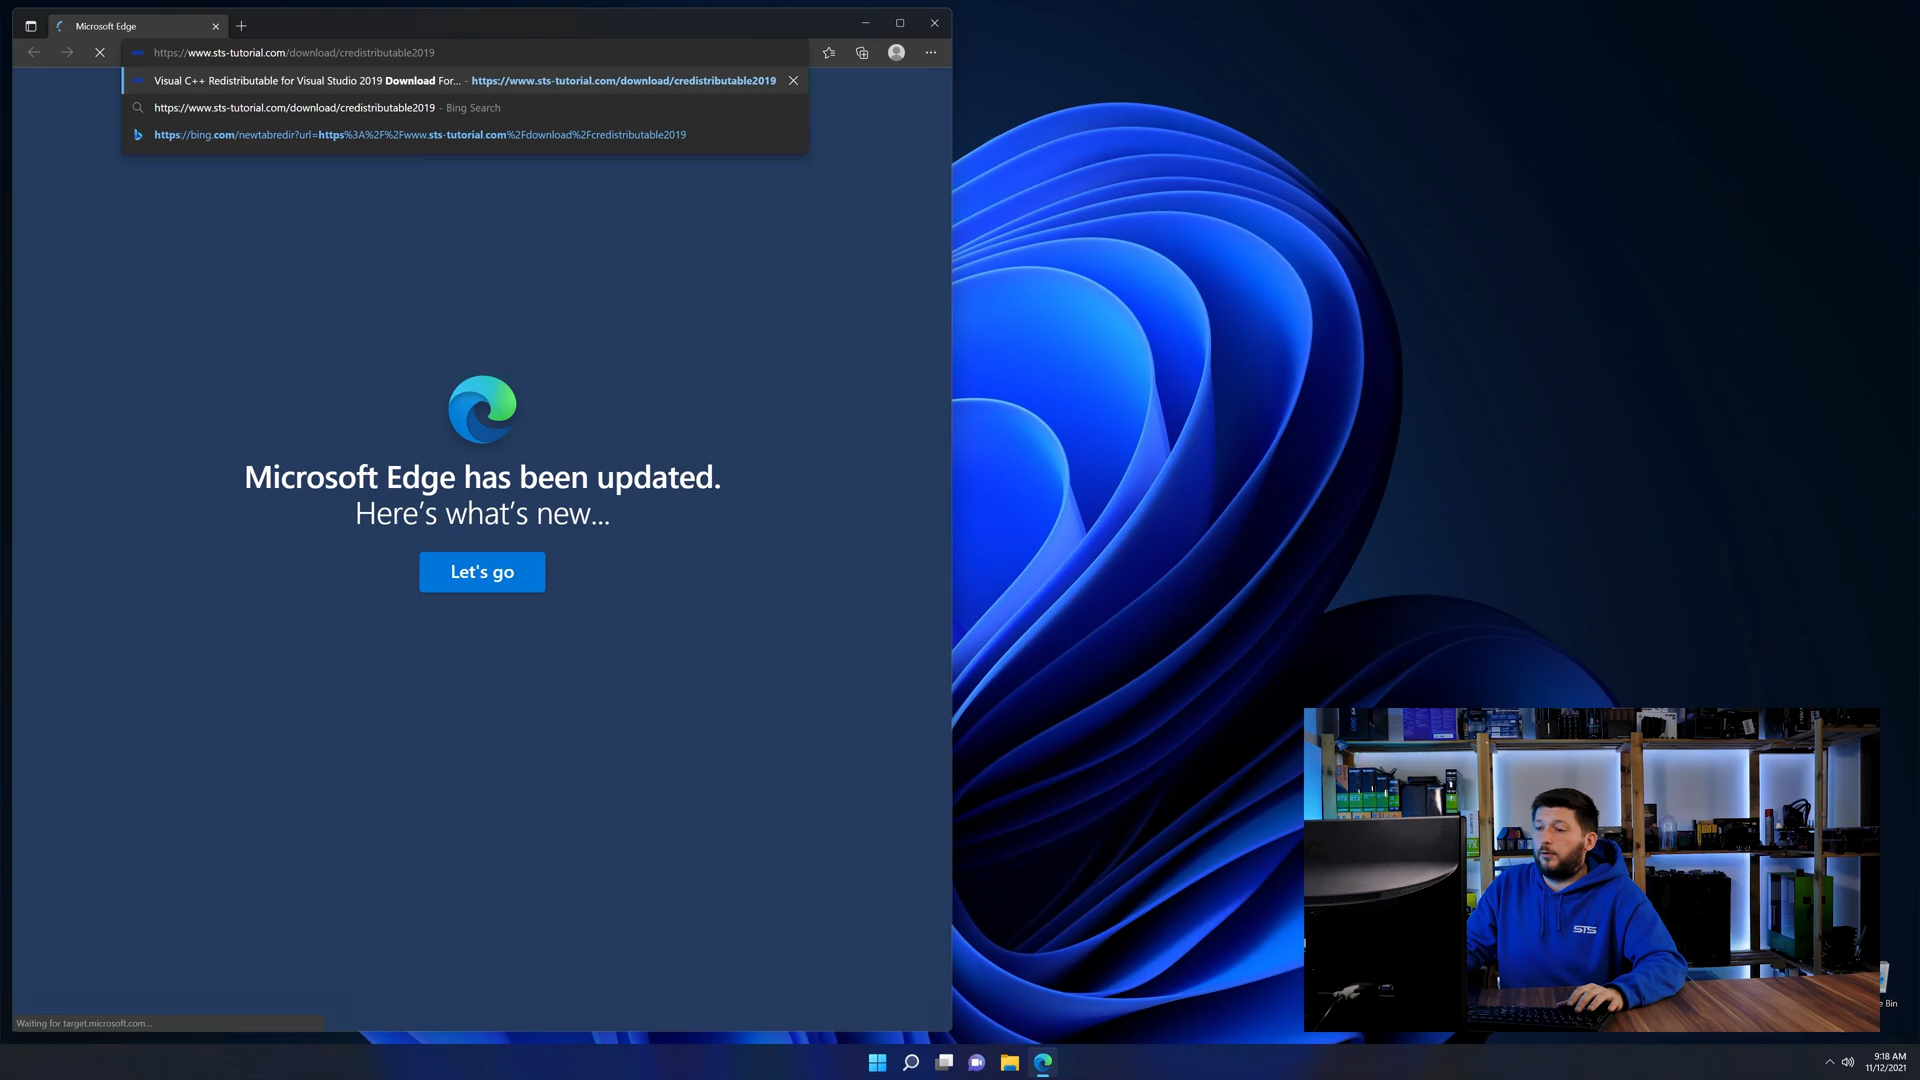 Microsoft Edge
https://www.sts-tutorial.com/download/credistributable2019
Visual C++ Redistributable for Visual Studio 2019 Download For... - https://www.sts-tutorial.com/download/credistributable2019
https://www.sts-tutorial.com/download/credistributable2019 - Bing Search
https://bing.com/newtabredir?url=https%3A%2F%2Fwww.sts-tutorial.com%2Fdownload%2Fcredistributable2019
Microsoft Edge has been updated.
Here's what's new...
Let's go
STS
e Bin
Waiting for target.microsoft.com...
9:18 AM
11/12/2021